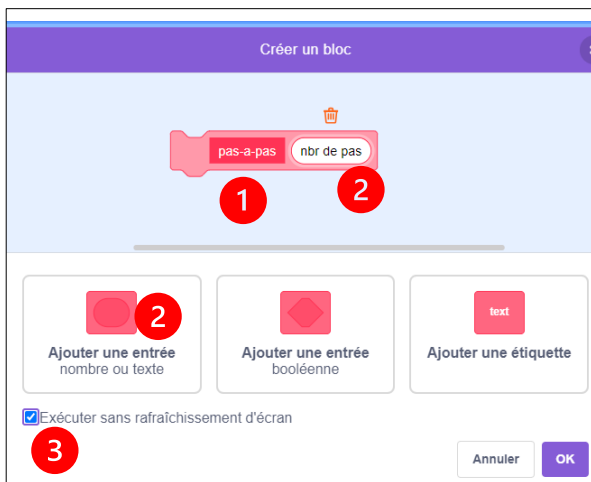 Créer un bloc
pas-a-pas nbr de pas
1
2
2
text
Ajouter une entrée
nombre ou texte
Ajouter une entrée
booléenne
Ajouter une étiquette
Exécuter sans rafraîchissement d'écran
3
Annuler OK